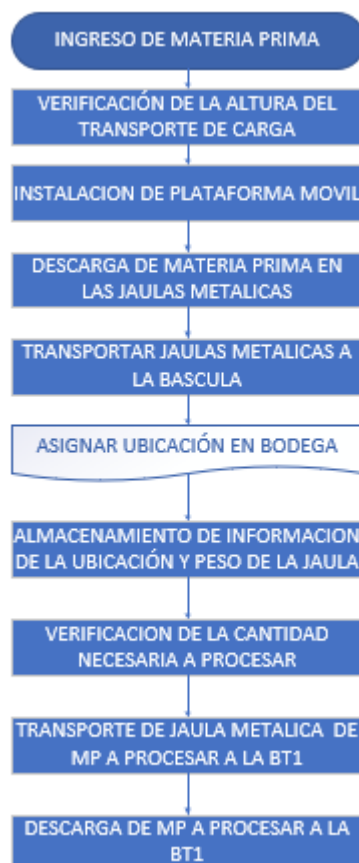 INGRESO DE MATERIA PRIMA
VERIFICACIÓN DE LA ALTURA DEL
TRANSPORTE DE CARGA
INSTALACION DE PLATAFORMA MOVIL
DESCARGA DE MATERIA PRIMA EN
LAS JAULAS METALICAS
TRANSPORTAR JAULAS METALICAS A
LA BASCULA
ASIGNAR UBICACIÓN EN BODEGA
ALMACENAMIENTO DE INFORMACION
DE LA UBICACIÓN Y PESO DE LA JAULA
VERIFICACION DE LA CANTIDAD
NECESARIA A PROCESAR
TRANSPORTE DE JAULA METALICA DE
MP A PROCESAR A LA BT1
DESCARGA DE MP A PROCESAR A LA
BT1